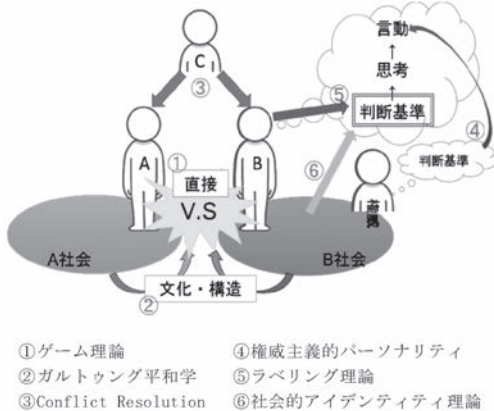 C
③
言動
↑
思考
↑
判断基準
⑤
④
判断基準
⑥
A
①
直接
V.S
B
A社会
B社会
文化・構造
②
①ゲーム理論
②ガルトゥング平和学
③Conflict Resolution
④権威主義的パーソナリティ
⑤ラベリング理論
⑥社会的アイデンティティ理論